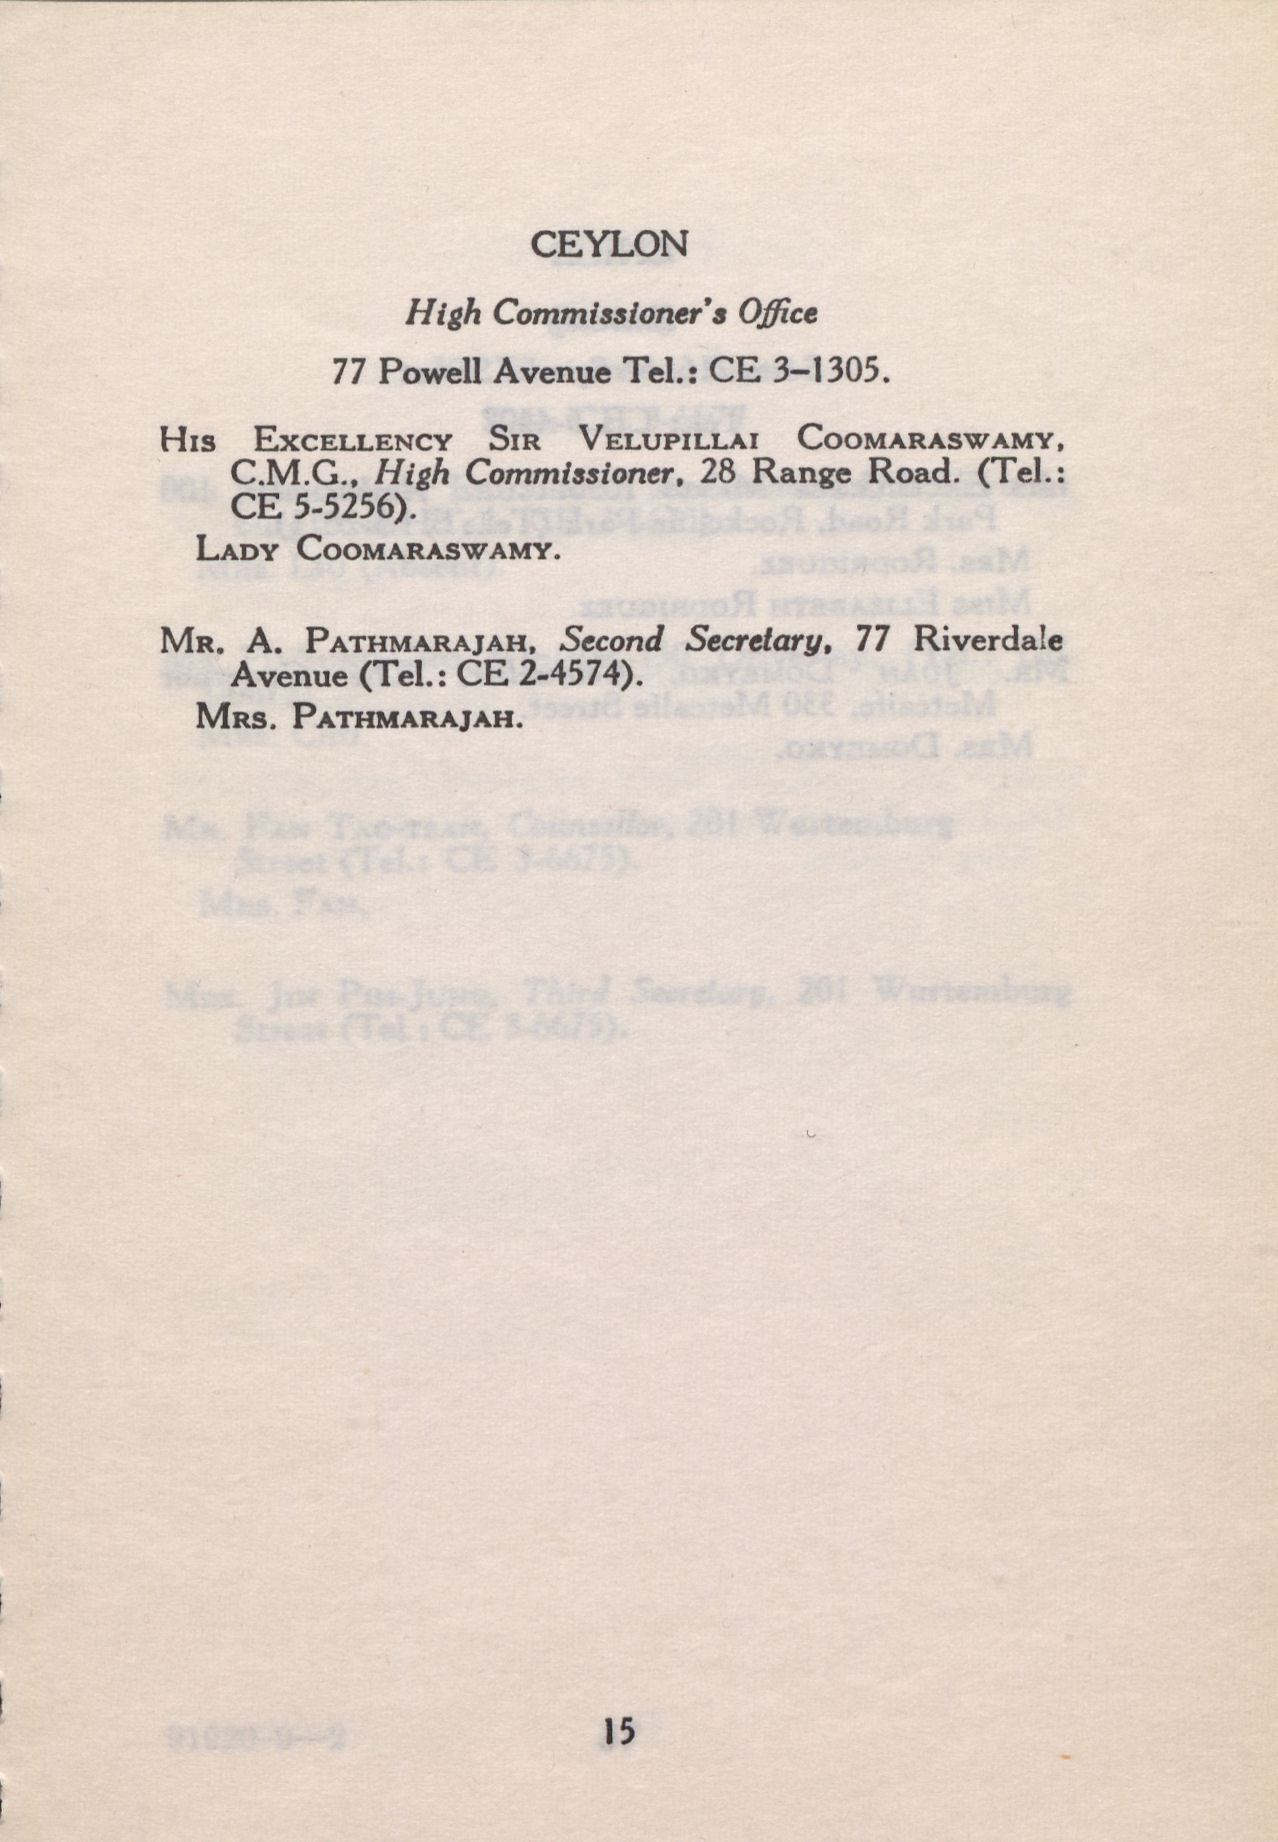 CEYLON
High Commissioner's Office
77 Powell Avenue Tel.: CE 3–1305.
His Excellency Sir Velupillai Coomaraswamy,
C.M.G., High Commissioner, 28 Range Road. (Tel.:
CE 5-5256).
Lady Coomaraswamy.
Mr. A. Pathmarajah, Second Secretary, 77 Riverdale
Avenue (Tel.: CE 2-4574).
Mrs. Pathmarajah.
15